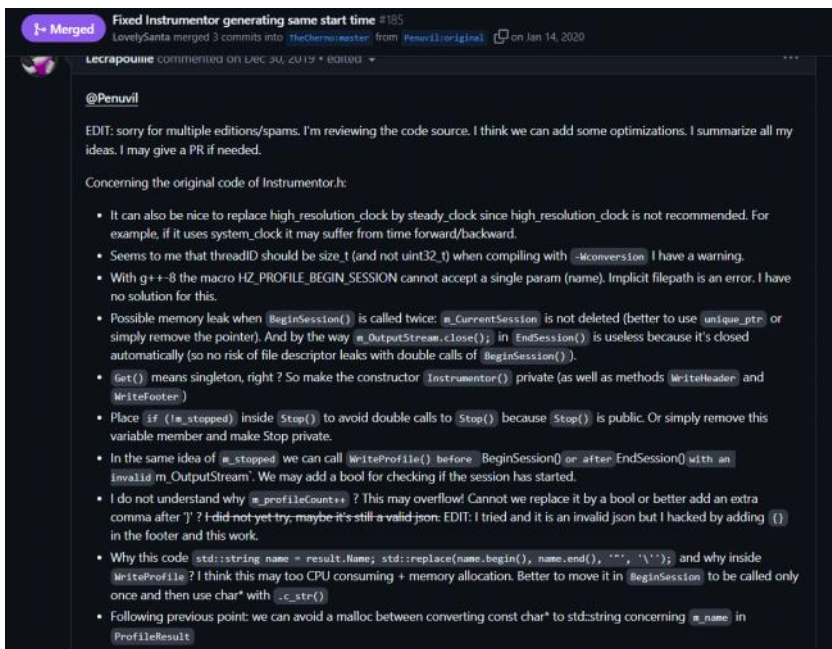 Merged
Fixed Instrumentor generating same start time #185
LovelySanta merged 3 commits into TheCherno:master from Penuvil:original on Jan 14, 2020
Lecrapouille commented on Dec 30, 2019 • edited
@Penuvil
EDIT: sorry for multiple editions/spams. I'm reviewing the code source. I think we can add some optimizations. I summarize all my
ideas. I may give a PR if needed.
Concerning the original code of Instrumentor.h:
• It can also be nice to replace high_resolution_clock by steady_clock since high_resolution_clock is not recommended. For
example, if it uses system_clock it may suffer from time forward/backward.
• Seems to me that threadID should be size_t (and not uint32_t) when compiling with -Wconversion I have a warning.
• With g++-8 the macro HZ_PROFILE_BEGIN_SESSION cannot accept a single param (name). Implicit filepath is an error. I have
no solution for this.
• Possible memory leak when BeginSession() is called twice: m_CurrentSession is not deleted (better to use unique_ptr or
simply remove the pointer). And by the way m_OutputStream.close(); in EndSession() is useless because it's closed
automatically (so no risk of file descriptor leaks with double calls of BeginSession() ).
• Get() means singleton, right ? So make the constructor Instrumentor() private (as well as methods WriteHeader and
WriteFooter )
• Place if (!m_stopped) inside Stop() to avoid double calls to Stop() because Stop() is public. Or simply remove this
variable member and make Stop private.
• In the same idea of m_stopped we can call WriteProfile() before BeginSession() or after EndSession() with an
invalid m_OutputStream`. We may add a bool for checking if the session has started.
• I do not understand why m_profileCount++ ? This may overflow! Cannot we replace it by a bool or better add an extra
comma after '}' ? I did not yet try, maybe it's still a valid json. EDIT: I tried and it is an invalid json but I hacked by adding {}
in the footer and this work.
• Why this code std::string name = result.Name; std::replace(name.begin(), name.end(), '"', '\''); and why inside
WriteProfile ? I think this may too CPU consuming + memory allocation. Better to move it in BeginSession to be called only
once and then use char* with .c_str()
• Following previous point: we can avoid a malloc between converting const char* to std::string concerning m_name in
ProfileResult